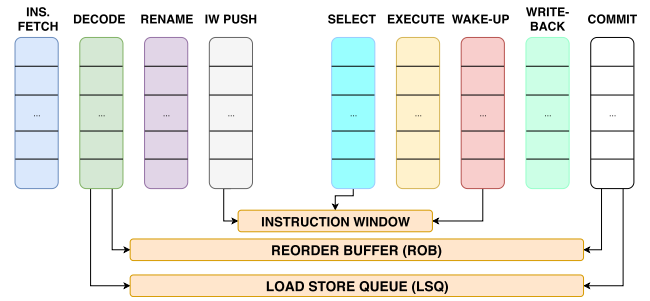 INS.
FETCH
DECODE
RENAME
IW PUSH
SELECT
EXECUTE
WAKE-UP
WRITE-
BACK
COMMIT
... ... ... ... ... ... ... ... ...
INSTRUCTION WINDOW
REORDER BUFFER (ROB)
LOAD STORE QUEUE (LSQ)